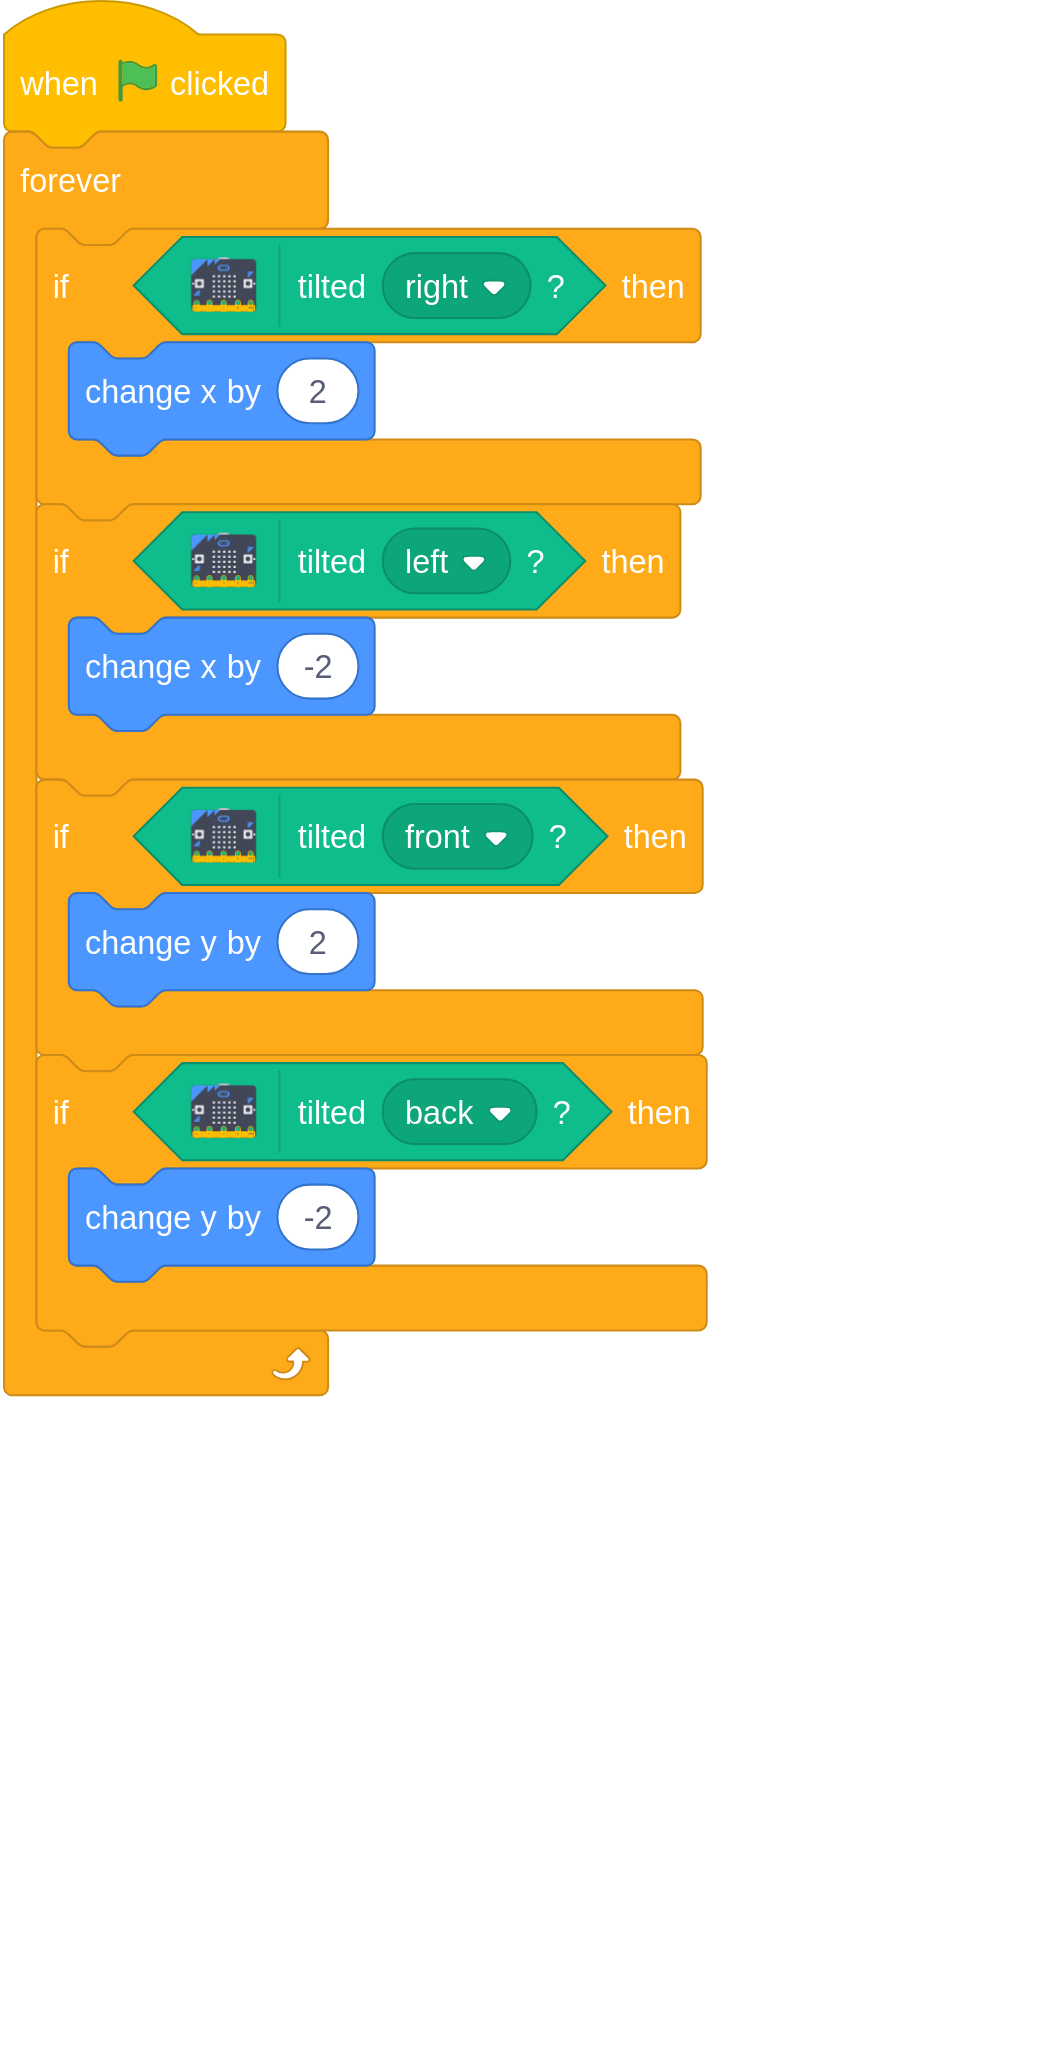 when clicked
forever
if tilted right ? then
change x by 2
if tilted left ? then
change x by -2
if tilted front ? then
change y by 2
if tilted back ? then
change y by -2